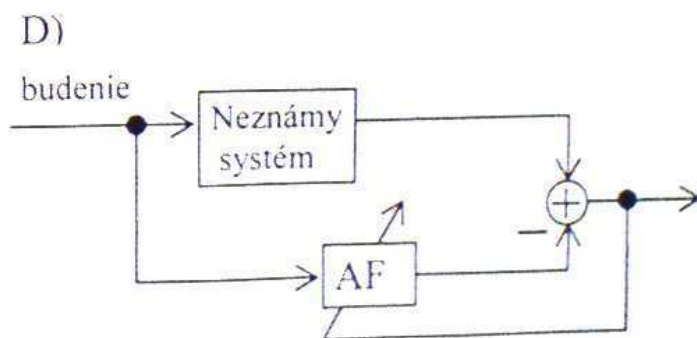 D)
budenie
Neznámy
systém
+
−
AF